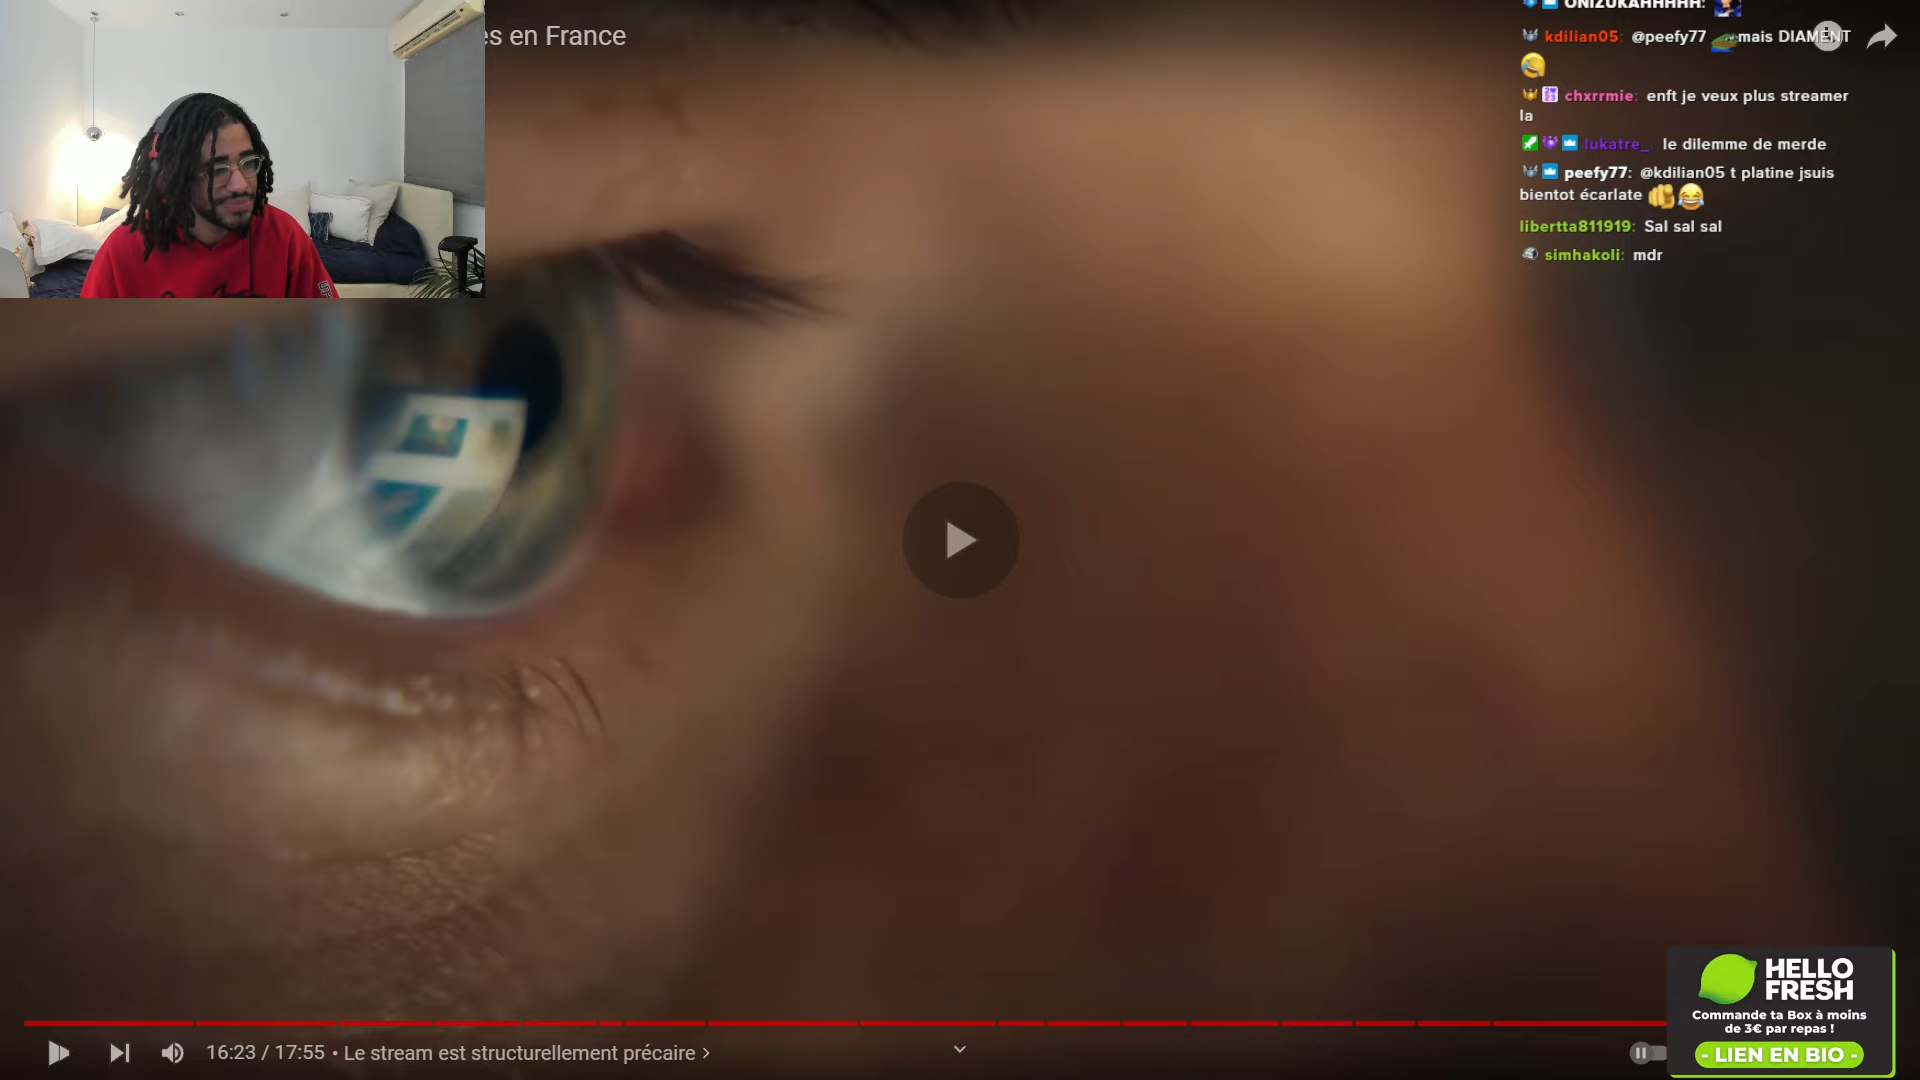 es en France
ONIZUKAHHHHH:
kdilian05: @peefy77 mais DIAMENT
chxrrmie: enft je veux plus streamer
la
lukatre_: le dilemme de merde
peefy77: @kdilian05 t platine jsuis
bientot écarlate
libertta811919: Sal sal sal
simhakoli: mdr
HELLO
FRESH
Commande ta Box à moins
de 3€ par repas !
- LIEN EN BIO -
16:23 / 17:55 • Le stream est structurellement précaire >